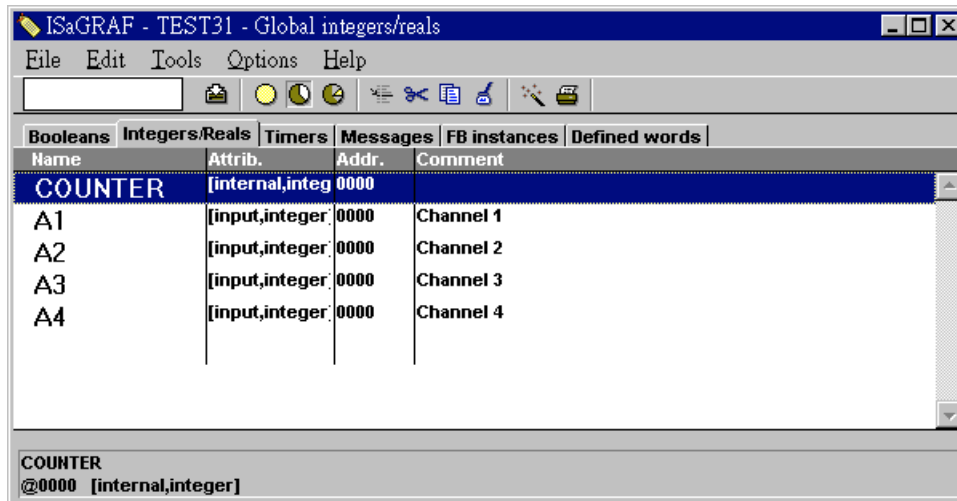 ISaGRAF - TEST31 - Global integers/reals
File Edit Tools Options Help
Booleans Integers/Reals Timers Messages FB instances Defined words
Name Attrib. Addr. Comment
COUNTER [internal,integ 0000
A1 [input,integer] 0000 Channel 1
A2 [input,integer] 0000 Channel 2
A3 [input,integer] 0000 Channel 3
A4 [input,integer] 0000 Channel 4
COUNTER
@0000 [internal,integer]